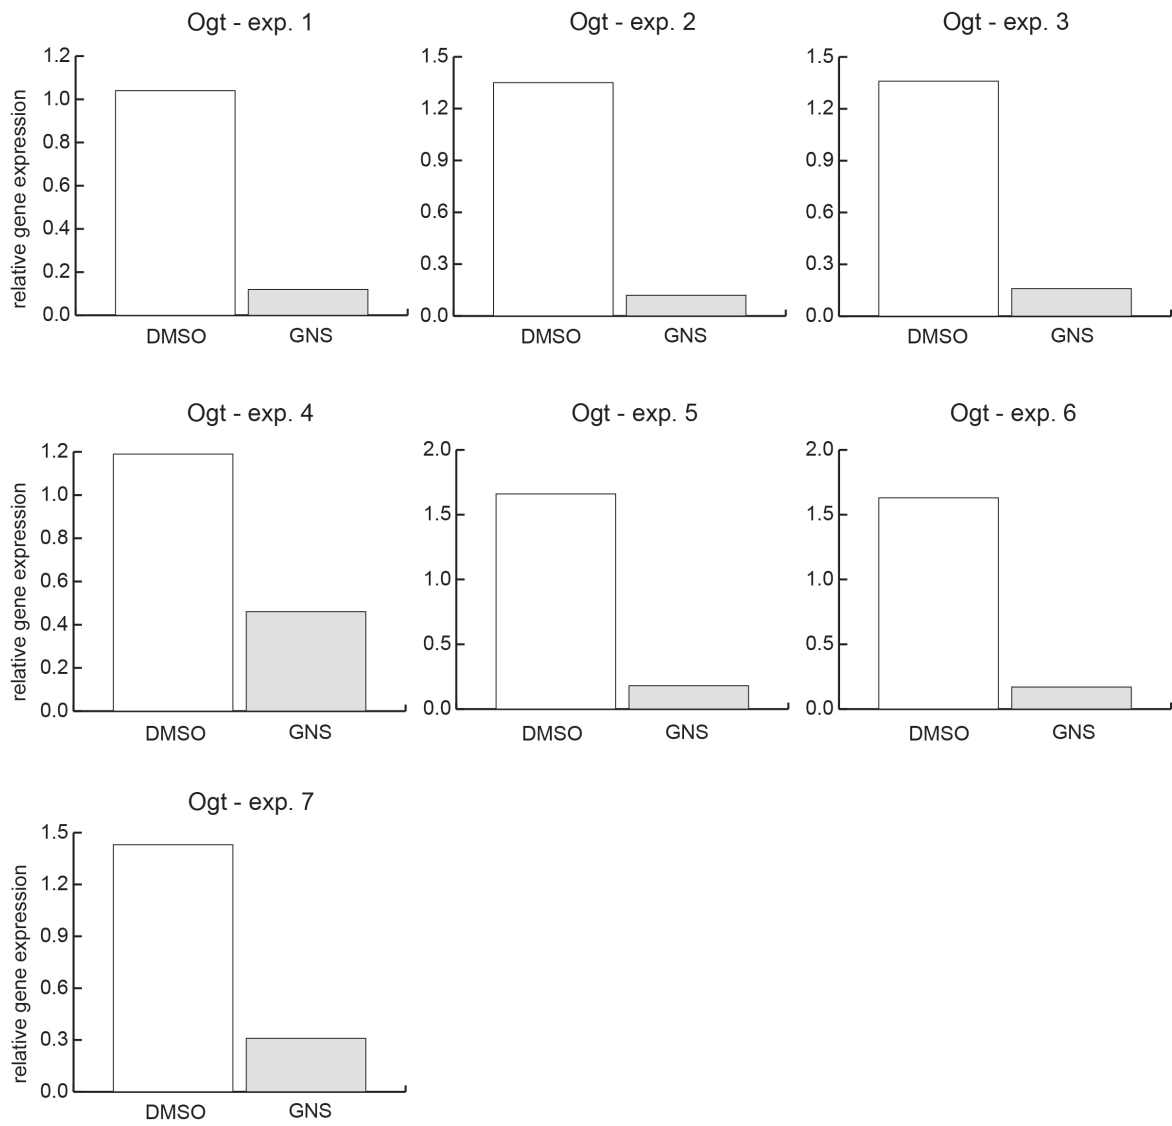 Ogt - exp. 1
Ogt - exp. 2
Ogt - exp. 3
relative gene expression
1.2
1.0
0.8
0.6
0.4
0.2
0.0
DMSO
GNS
1.5
1.2
0.9
0.6
0.3
0.0
DMSO
GNS
1.5
1.2
0.9
0.6
0.3
0.0
DMSO
GNS
Ogt - exp. 4
Ogt - exp. 5
Ogt - exp. 6
relative gene expression
1.2
1.0
0.8
0.6
0.4
0.2
0.0
DMSO
GNS
2.0
1.5
1.0
0.5
0.0
DMSO
GNS
2.0
1.5
1.0
0.5
0.0
DMSO
GNS
Ogt - exp. 7
relative gene expression
1.5
1.2
0.9
0.6
0.3
0.0
DMSO
GNS